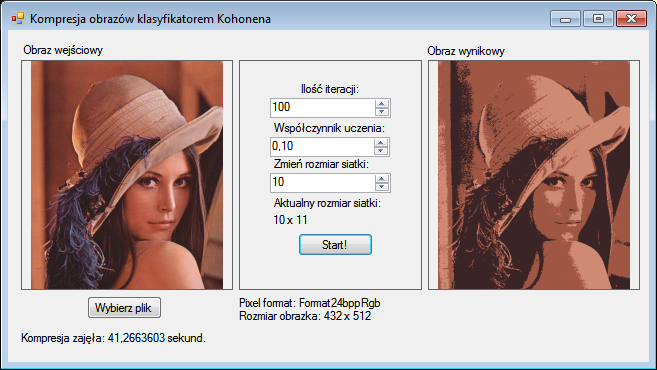 Kompresja obrazów klasyfikatorem Kohonena
Obraz wejściowy
Obraz wynikowy
Ilość iteracji:
100
Współczynnik uczenia:
0,10
Zmień rozmiar siatki:
10
Aktualny rozmiar siatki:
10 x 11
Start!
Wybierz plik
Pixel format: Format24bppRgb
Rozmiar obrazka: 432 x 512
Kompresja zajęła: 41,2663603 sekund.